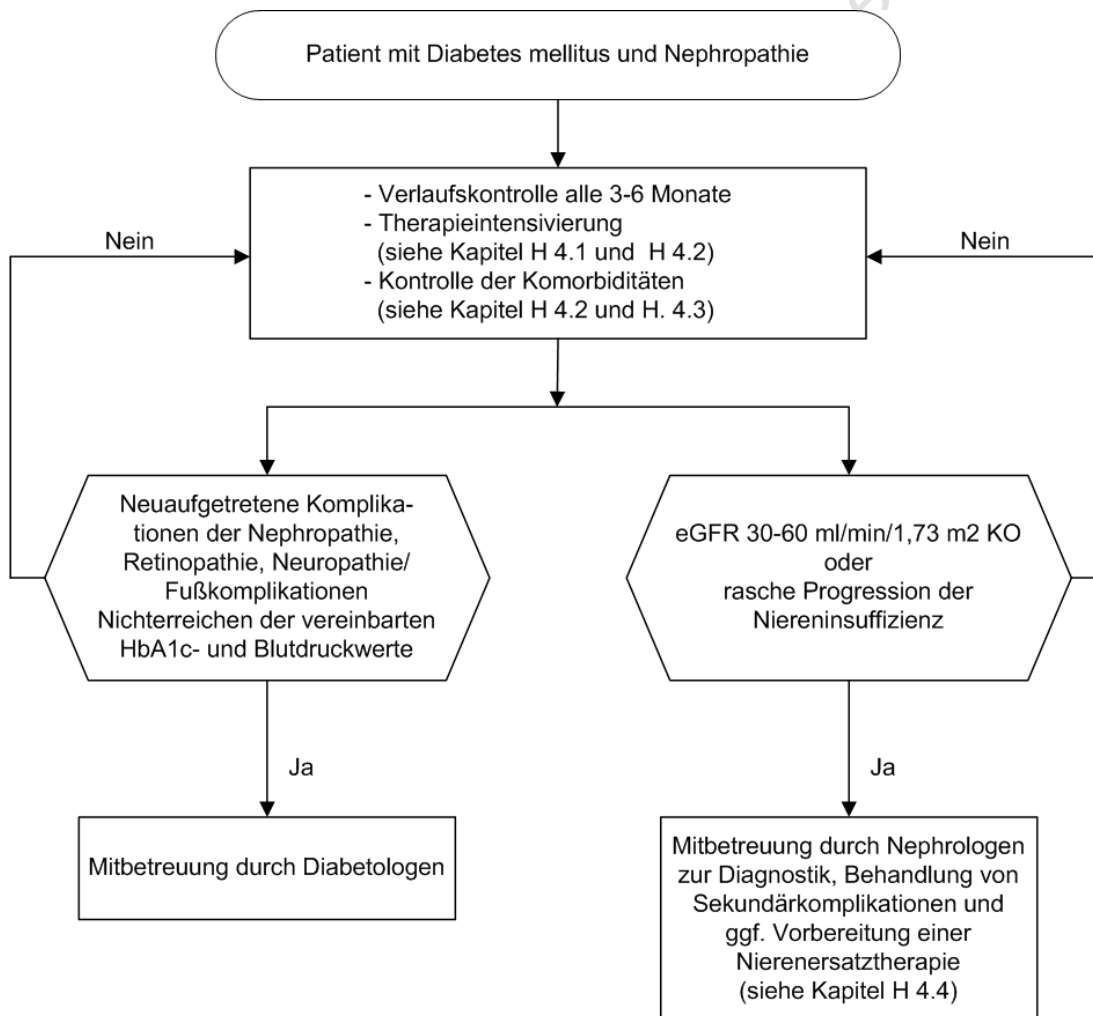 Patient mit Diabetes mellitus und Nephropathie
- Verlaufskontrolle alle 3-6 Monate
- Therapieintensivierung
(siehe Kapitel H 4.1 und H 4.2)
- Kontrolle der Komorbiditäten
(siehe Kapitel H 4.2 und H. 4.3)
Nein
Nein
Neuaufgetretene Komplika-
tionen der Nephropathie,
Retinopathie, Neuropathie/
Fußkomplikationen
Nichterreichen der vereinbarten
HbA1c- und Blutdruckwerte
eGFR 30-60 ml/min/1,73 m2 KO
oder
rasche Progression der
Niereninsuffizienz
Ja
Ja
Mitbetreuung durch Diabetologen
Mitbetreuung durch Nephrologen
zur Diagnostik, Behandlung von
Sekundärkomplikationen und
ggf. Vorbereitung einer
Nierenersatztherapie
(siehe Kapitel H 4.4)